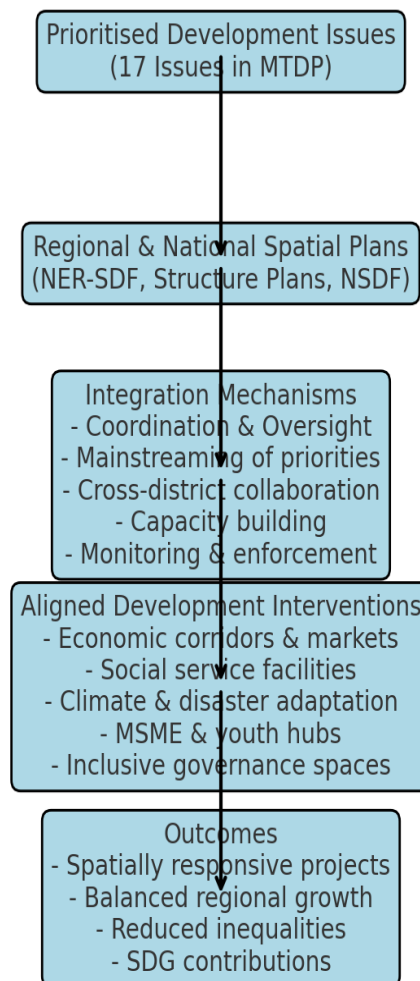 Prioritised Development Issues
(17 Issues in MTDP)
Regional & National Spatial Plans
(NER-SDF, Structure Plans, NSDF)
Integration Mechanisms
- Coordination & Oversight
- Mainstreaming of priorities
- Cross-district collaboration
- Capacity building
- Monitoring & enforcement
Aligned Development Interventions
- Economic corridors & markets
- Social service facilities
- Climate & disaster adaptation
- MSME & youth hubs
- Inclusive governance spaces
Outcomes
- Spatially responsive projects
- Balanced regional growth
- Reduced inequalities
- SDG contributions